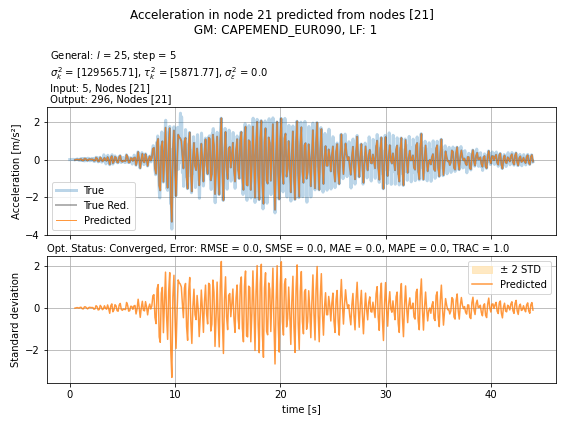 Acceleration in node 21 predicted from nodes [21]
GM: CAPEMEND_EUR090, LF: 1
General: l = 25, step = 5
σ²ₖ = [129565.71], τ²ₖ = [5871.77], σ²ε = 0.0
Input: 5, Nodes [21]
Output: 296, Nodes [21]
Acceleration [m/s²]
2
0
−2
−4
True
True Red.
Predicted
Opt. Status: Converged, Error: RMSE = 0.0, SMSE = 0.0, MAE = 0.0, MAPE = 0.0, TRAC = 1.0
Standard deviation
2
0
−2
± 2 STD
Predicted
0 10 20 30 40
time [s]